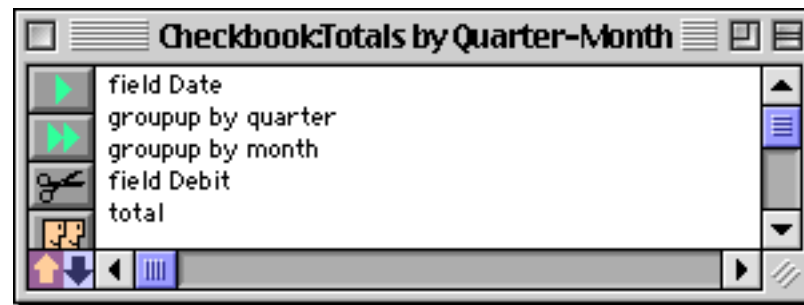 Checkbook:Totals by Quarter-Month
field Date
groupup by quarter
groupup by month
field Debit
total